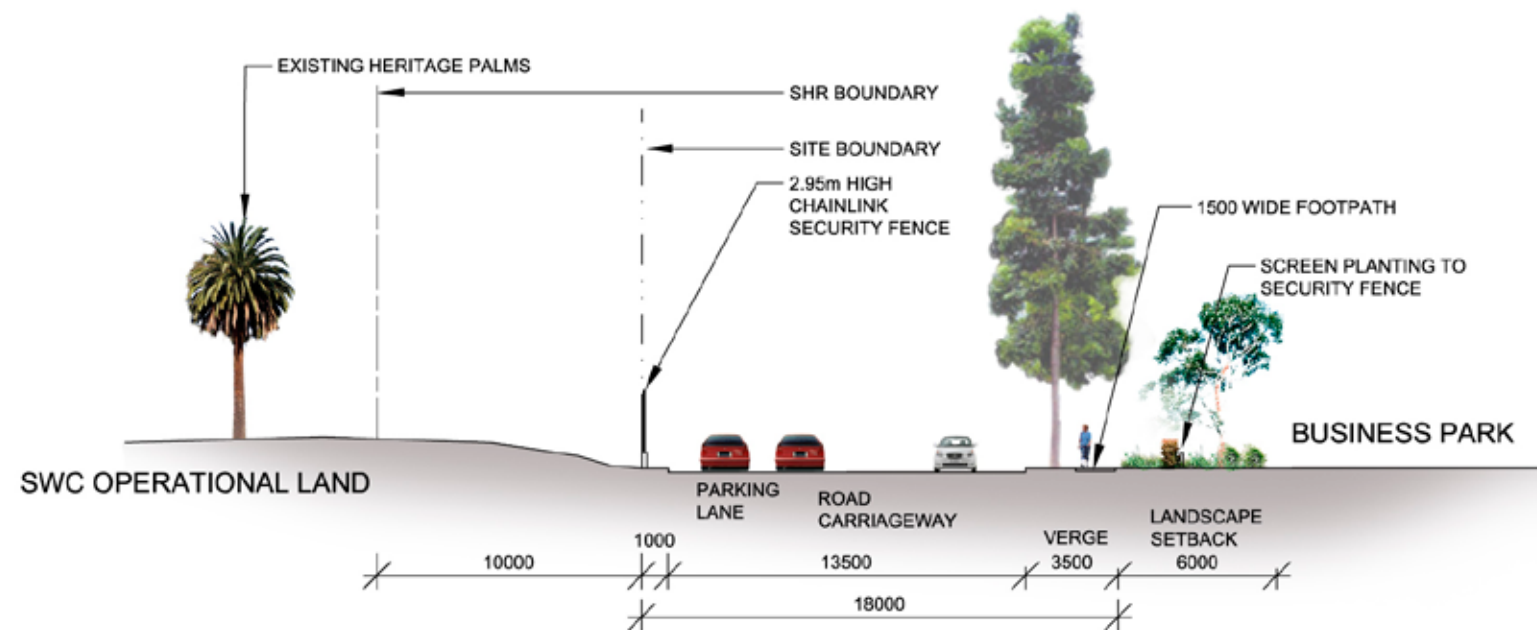 EXISTING HERITAGE PALMS
SHR BOUNDARY
SITE BOUNDARY
2.95m HIGH
CHAINLINK
SECURITY FENCE
1500 WIDE FOOTPATH
SCREEN PLANTING TO
SECURITY FENCE
BUSINESS PARK
SWC OPERATIONAL LAND
PARKING
LANE
ROAD
CARRIAGEWAY
VERGE
LANDSCAPE
SETBACK
10000
1000
13500
3500
6000
18000